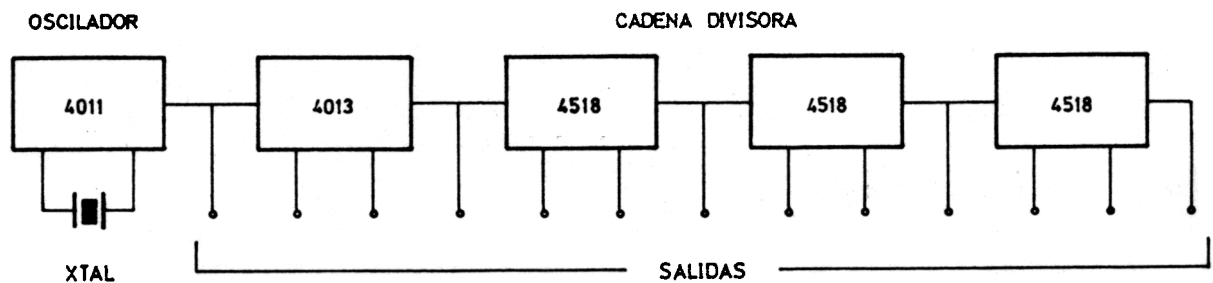 OSCILADOR
CADENA DIVISORA
4011
4013
4518
4518
4518
XTAL
SALIDAS